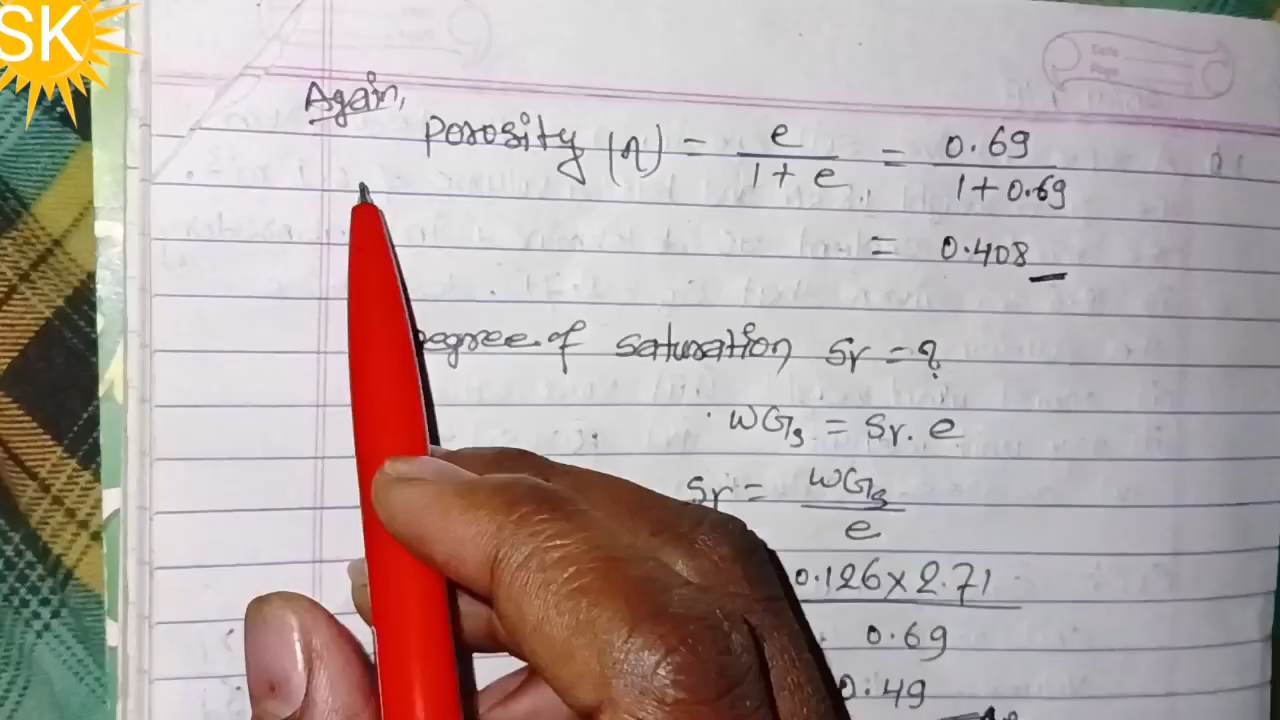 SK
Again,
Porosity (η) = e / 1 + e = 0.69 / 1 + 0.69
= 0.408
Degree of saturation Sr = ?
WGs = Sr. e
Sr = WGs / e
0.126 × 2.71 / 0.69
0.49